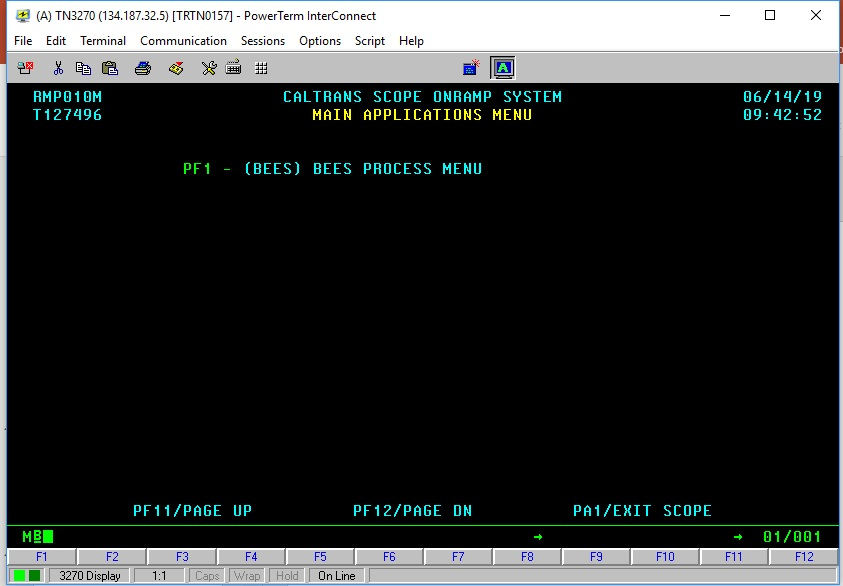 (A) TN3270 (134.187.32.5) [TRTN0157] - PowerTerm InterConnect
File Edit Terminal Communication Sessions Options Script Help
RMP010M CALTRANS SCOPE ONRAMP SYSTEM 06/14/19
T127496 MAIN APPLICATIONS MENU 09:42:52
PF1 - (BEES) BEES PROCESS MENU
PF11/PAGE UP PF12/PAGE DN PA1/EXIT SCOPE
MB → → 01/001
F1 F2 F3 F4 F5 F6 F7 F8 F9 F10 F11 F12
3270 Display 1:1 Caps Wrap Hold On Line